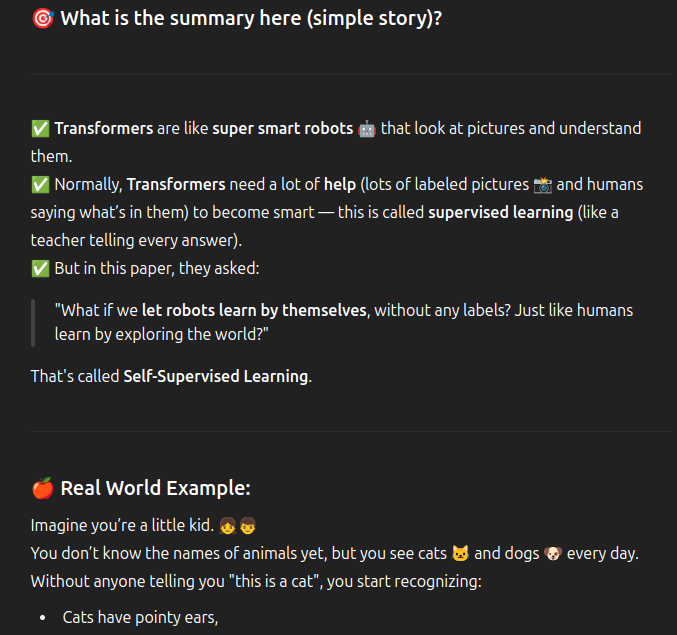 🎯 What is the summary here (simple story)?
✅ Transformers are like super smart robots 🤖 that look at pictures and understand
them.
✅ Normally, Transformers need a lot of help (lots of labeled pictures 📸 and humans
saying what's in them) to become smart — this is called supervised learning (like a
teacher telling every answer).
✅ But in this paper, they asked:
"What if we let robots learn by themselves, without any labels? Just like humans
learn by exploring the world?"
That's called Self-Supervised Learning.
🍎 Real World Example:
Imagine you're a little kid. 👧👦
You don't know the names of animals yet, but you see cats 🐱 and dogs 🐶 every day.
Without anyone telling you "this is a cat", you start recognizing:
• Cats have pointy ears,